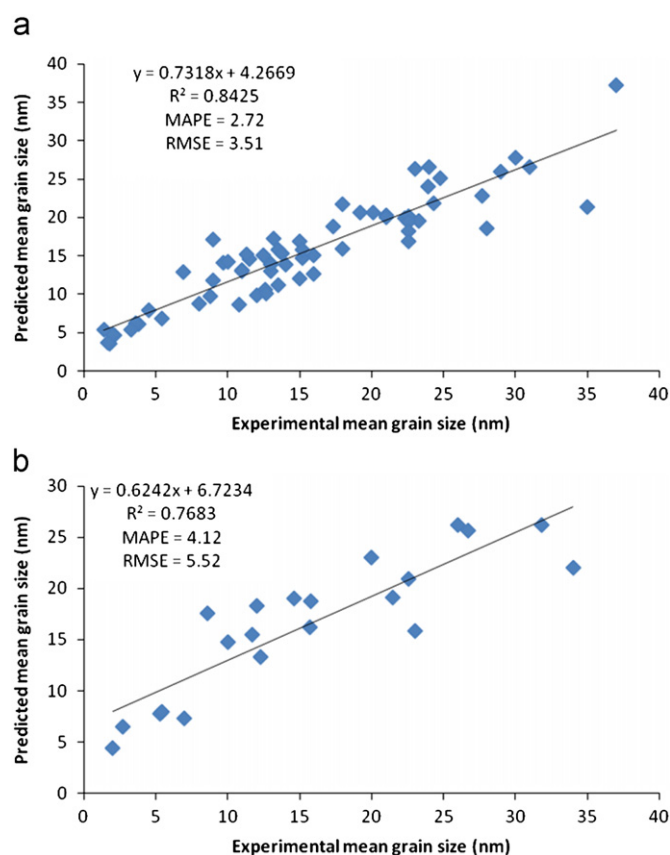 a
y = 0.7318x + 4.2669
R² = 0.8425
MAPE = 2.72
RMSE = 3.51
Predicted mean grain size (nm)
40
35
30
25
20
15
10
5
0
0 5 10 15 20 25 30 35 40
Experimental mean grain size (nm)
b
y = 0.6242x + 6.7234
R² = 0.7683
MAPE = 4.12
RMSE = 5.52
Predicted mean grain size (nm)
30
25
20
15
10
5
0
0 5 10 15 20 25 30 35 40
Experimental mean grain size (nm)